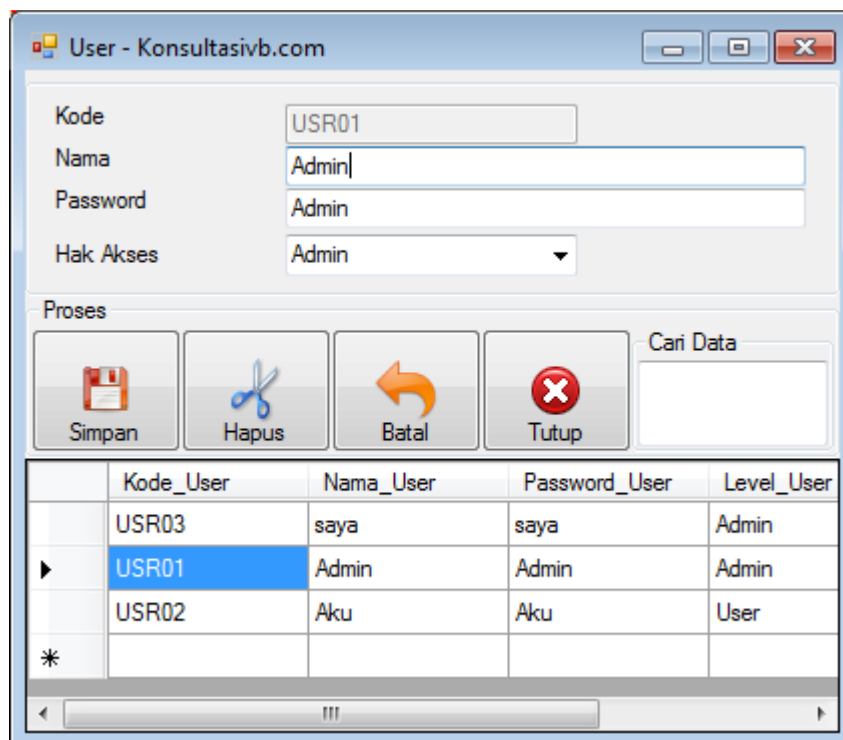 User - Konsultasivb.com
Kode USR01
Nama Admin
Password Admin
Hak Akses Admin
Proses
Simpan Hapus Batal Tutup Cari Data
Kode_User Nama_User Password_User Level_User
USR03 saya saya Admin
USR01 Admin Admin Admin
USR02 Aku Aku User